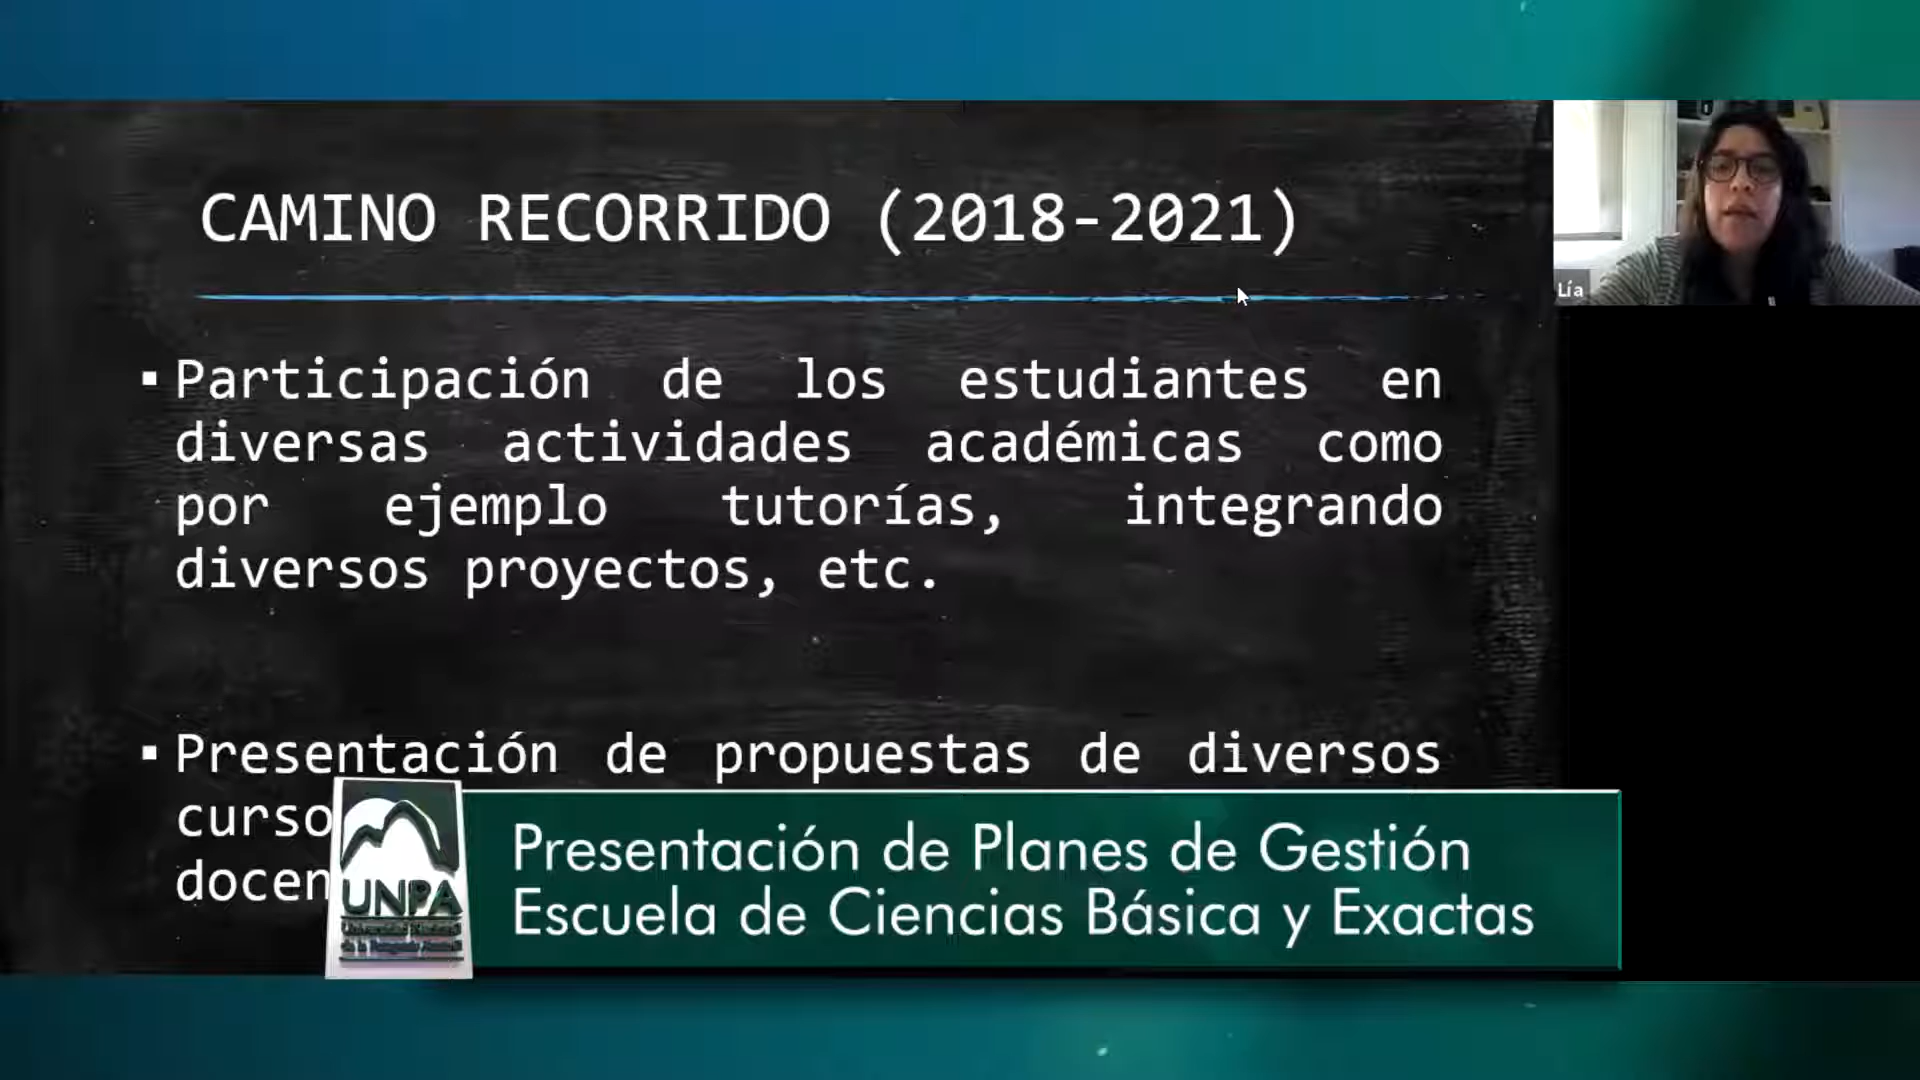 CAMINO RECORRIDO (2018-2021)
Lía
▪ Participación de los estudiantes en
diversas actividades académicas como
por ejemplo tutorías, integrando
diversos proyectos, etc.
▪ Presentación de propuestas de diversos
curso
docen
UNPA
Presentación de Planes de Gestión
Escuela de Ciencias Básica y Exactas